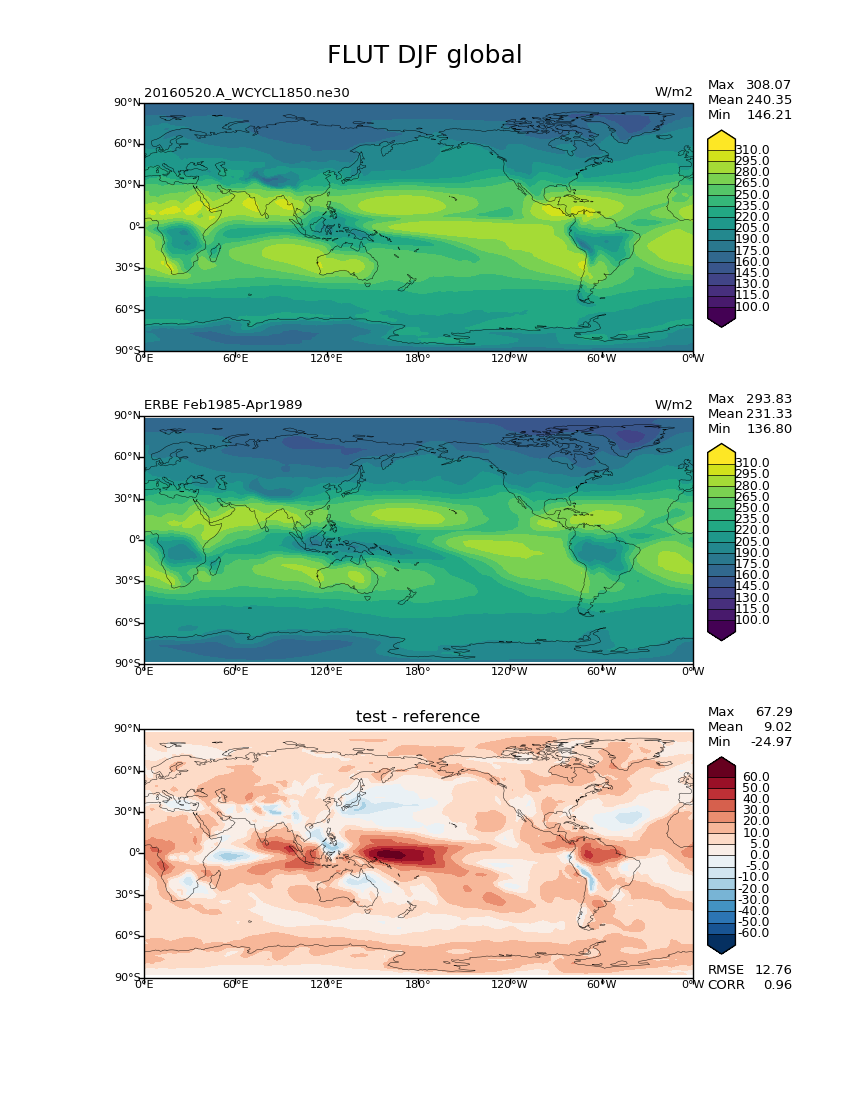 FLUT DJF global
20160520.A_WCYCL1850.ne30 W/m2
Max 308.07
Mean 240.35
Min 146.21
90°N
60°N
30°N
0°
30°S
60°S
90°S
0°E 60°E 120°E 180° 120°W 60°W 0°W
310.0
295.0
280.0
265.0
250.0
235.0
220.0
205.0
190.0
175.0
160.0
145.0
130.0
115.0
100.0
ERBE Feb1985-Apr1989 W/m2
Max 293.83
Mean 231.33
Min 136.80
90°N
60°N
30°N
0°
30°S
60°S
90°S
0°E 60°E 120°E 180° 120°W 60°W 0°W
310.0
295.0
280.0
265.0
250.0
235.0
220.0
205.0
190.0
175.0
160.0
145.0
130.0
115.0
100.0
test - reference
Max 67.29
Mean 9.02
Min -24.97
90°N
60°N
30°N
0°
30°S
60°S
90°S
0°E 60°E 120°E 180° 120°W 60°W 0°W
60.0
50.0
40.0
30.0
20.0
10.0
5.0
0.0
-5.0
-10.0
-20.0
-30.0
-40.0
-50.0
-60.0
RMSE 12.76
CORR 0.96